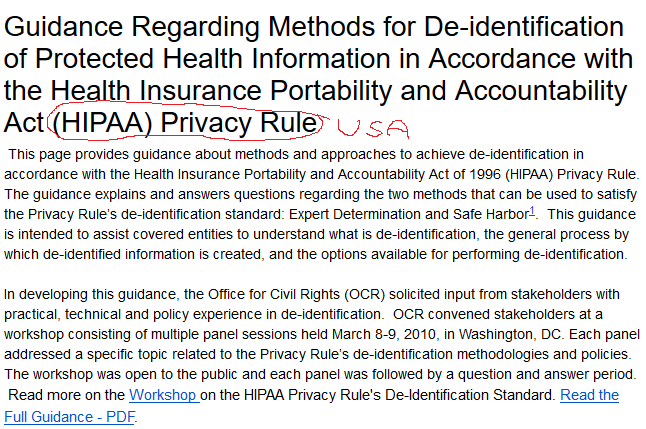 Guidance Regarding Methods for De-identification
of Protected Health Information in Accordance with
the Health Insurance Portability and Accountability
Act (HIPAA) Privacy Rule USA
This page provides guidance about methods and approaches to achieve de-identification in
accordance with the Health Insurance Portability and Accountability Act of 1996 (HIPAA) Privacy Rule.
The guidance explains and answers questions regarding the two methods that can be used to satisfy
the Privacy Rule's de-identification standard: Expert Determination and Safe Harbor1. This guidance
is intended to assist covered entities to understand what is de-identification, the general process by
which de-identified information is created, and the options available for performing de-identification.
In developing this guidance, the Office for Civil Rights (OCR) solicited input from stakeholders with
practical, technical and policy experience in de-identification. OCR convened stakeholders at a
workshop consisting of multiple panel sessions held March 8-9, 2010, in Washington, DC. Each panel
addressed a specific topic related to the Privacy Rule's de-identification methodologies and policies.
The workshop was open to the public and each panel was followed by a question and answer period.
Read more on the Workshop on the HIPAA Privacy Rule's De-Identification Standard. Read the
Full Guidance - PDF.